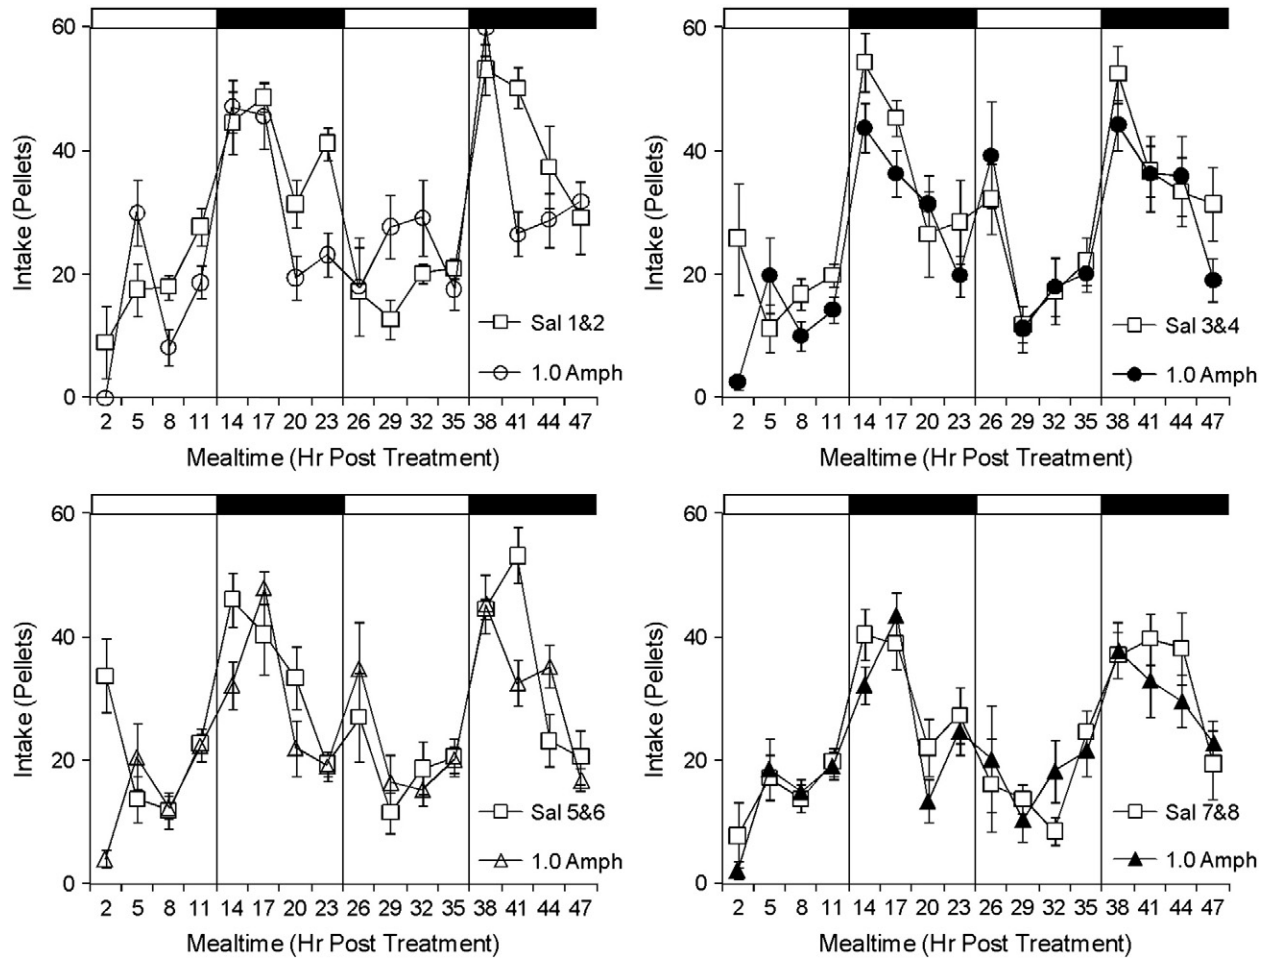 60
40
20
0
Intake (Pellets)
Sal 1&2
1.0 Amph
2 5 8 11 14 17 20 23 26 29 32 35 38 41 44 47
Mealtime (Hr Post Treatment)
60
40
20
0
Intake (Pellets)
Sal 3&4
1.0 Amph
2 5 8 11 14 17 20 23 26 29 32 35 38 41 44 47
Mealtime (Hr Post Treatment)
60
40
20
0
Intake (Pellets)
Sal 5&6
1.0 Amph
2 5 8 11 14 17 20 23 26 29 32 35 38 41 44 47
Mealtime (Hr Post Treatment)
60
40
20
0
Intake (Pellets)
Sal 7&8
1.0 Amph
2 5 8 11 14 17 20 23 26 29 32 35 38 41 44 47
Mealtime (Hr Post Treatment)